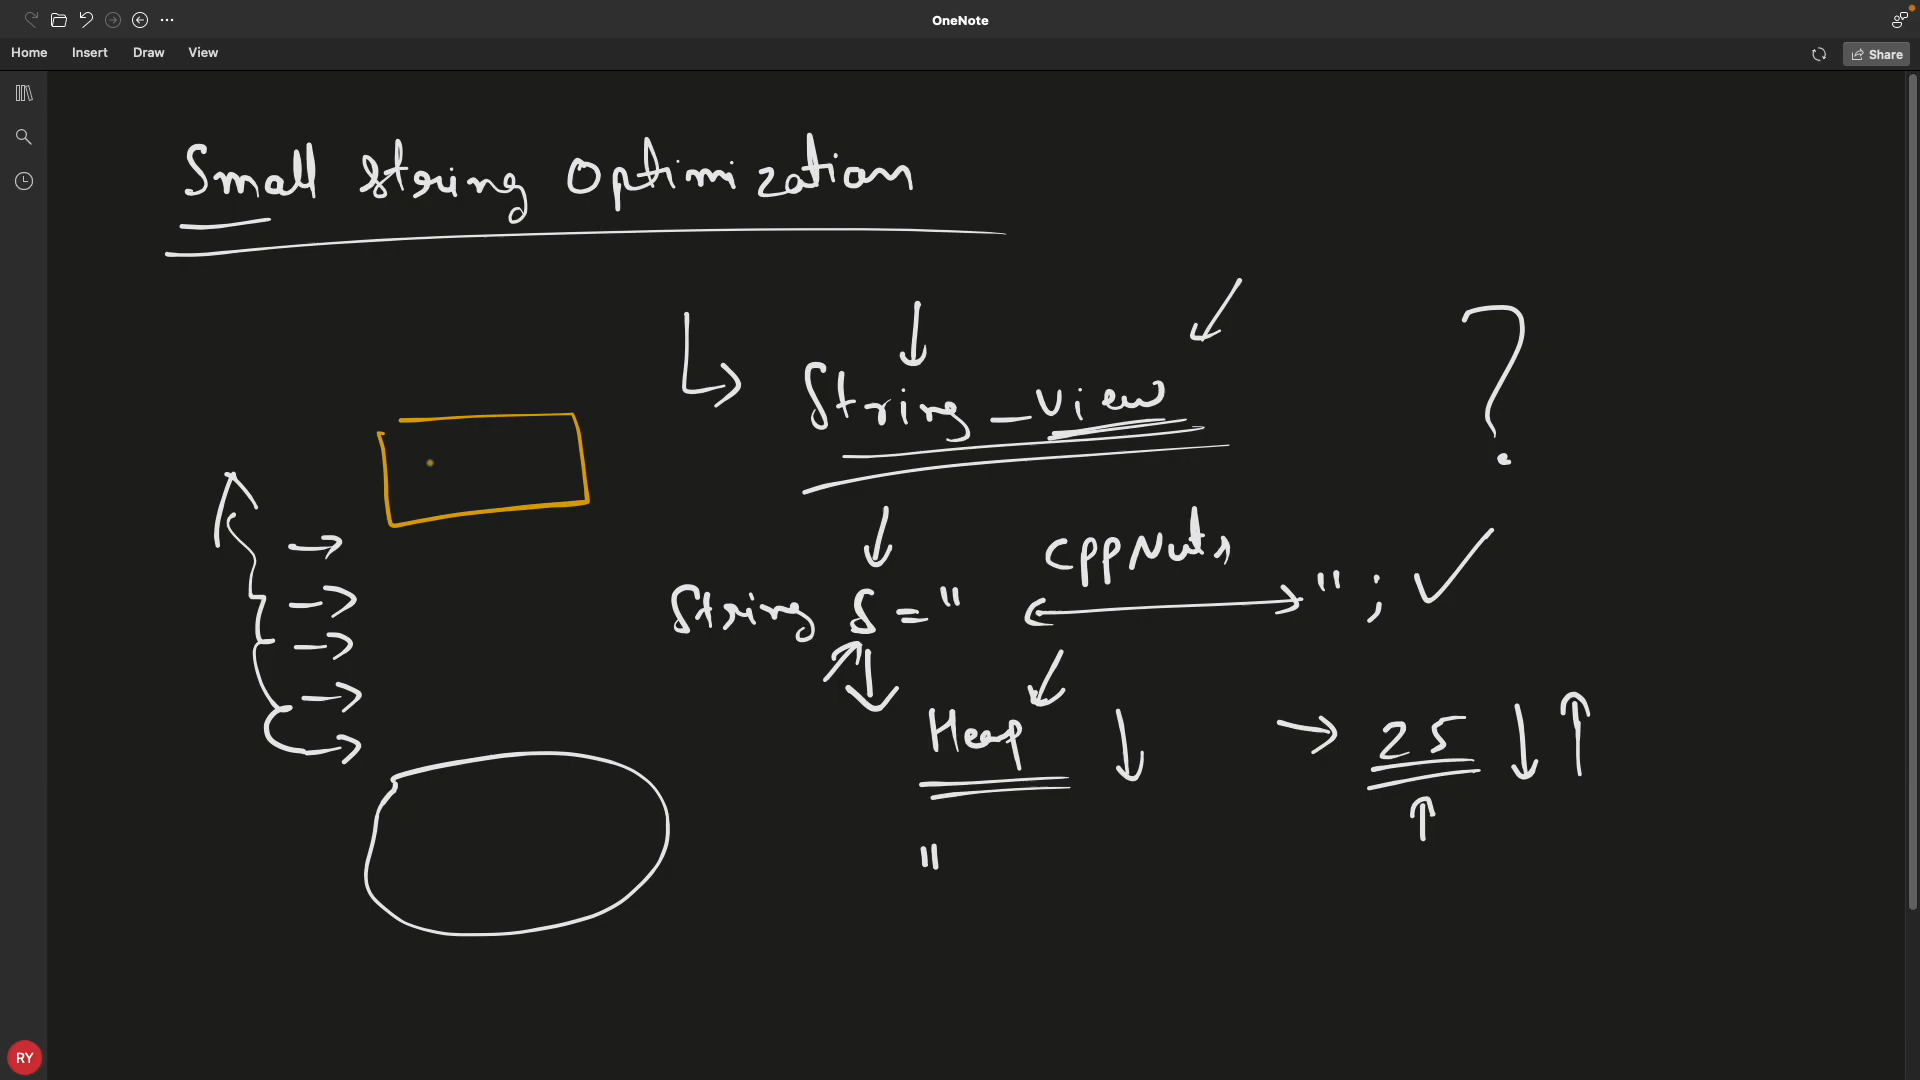 OneNote
Home Insert Draw View
Share
Small String Optimization
String_View
?
CppNuts
String S = " " ;
Heap
25
"
RY